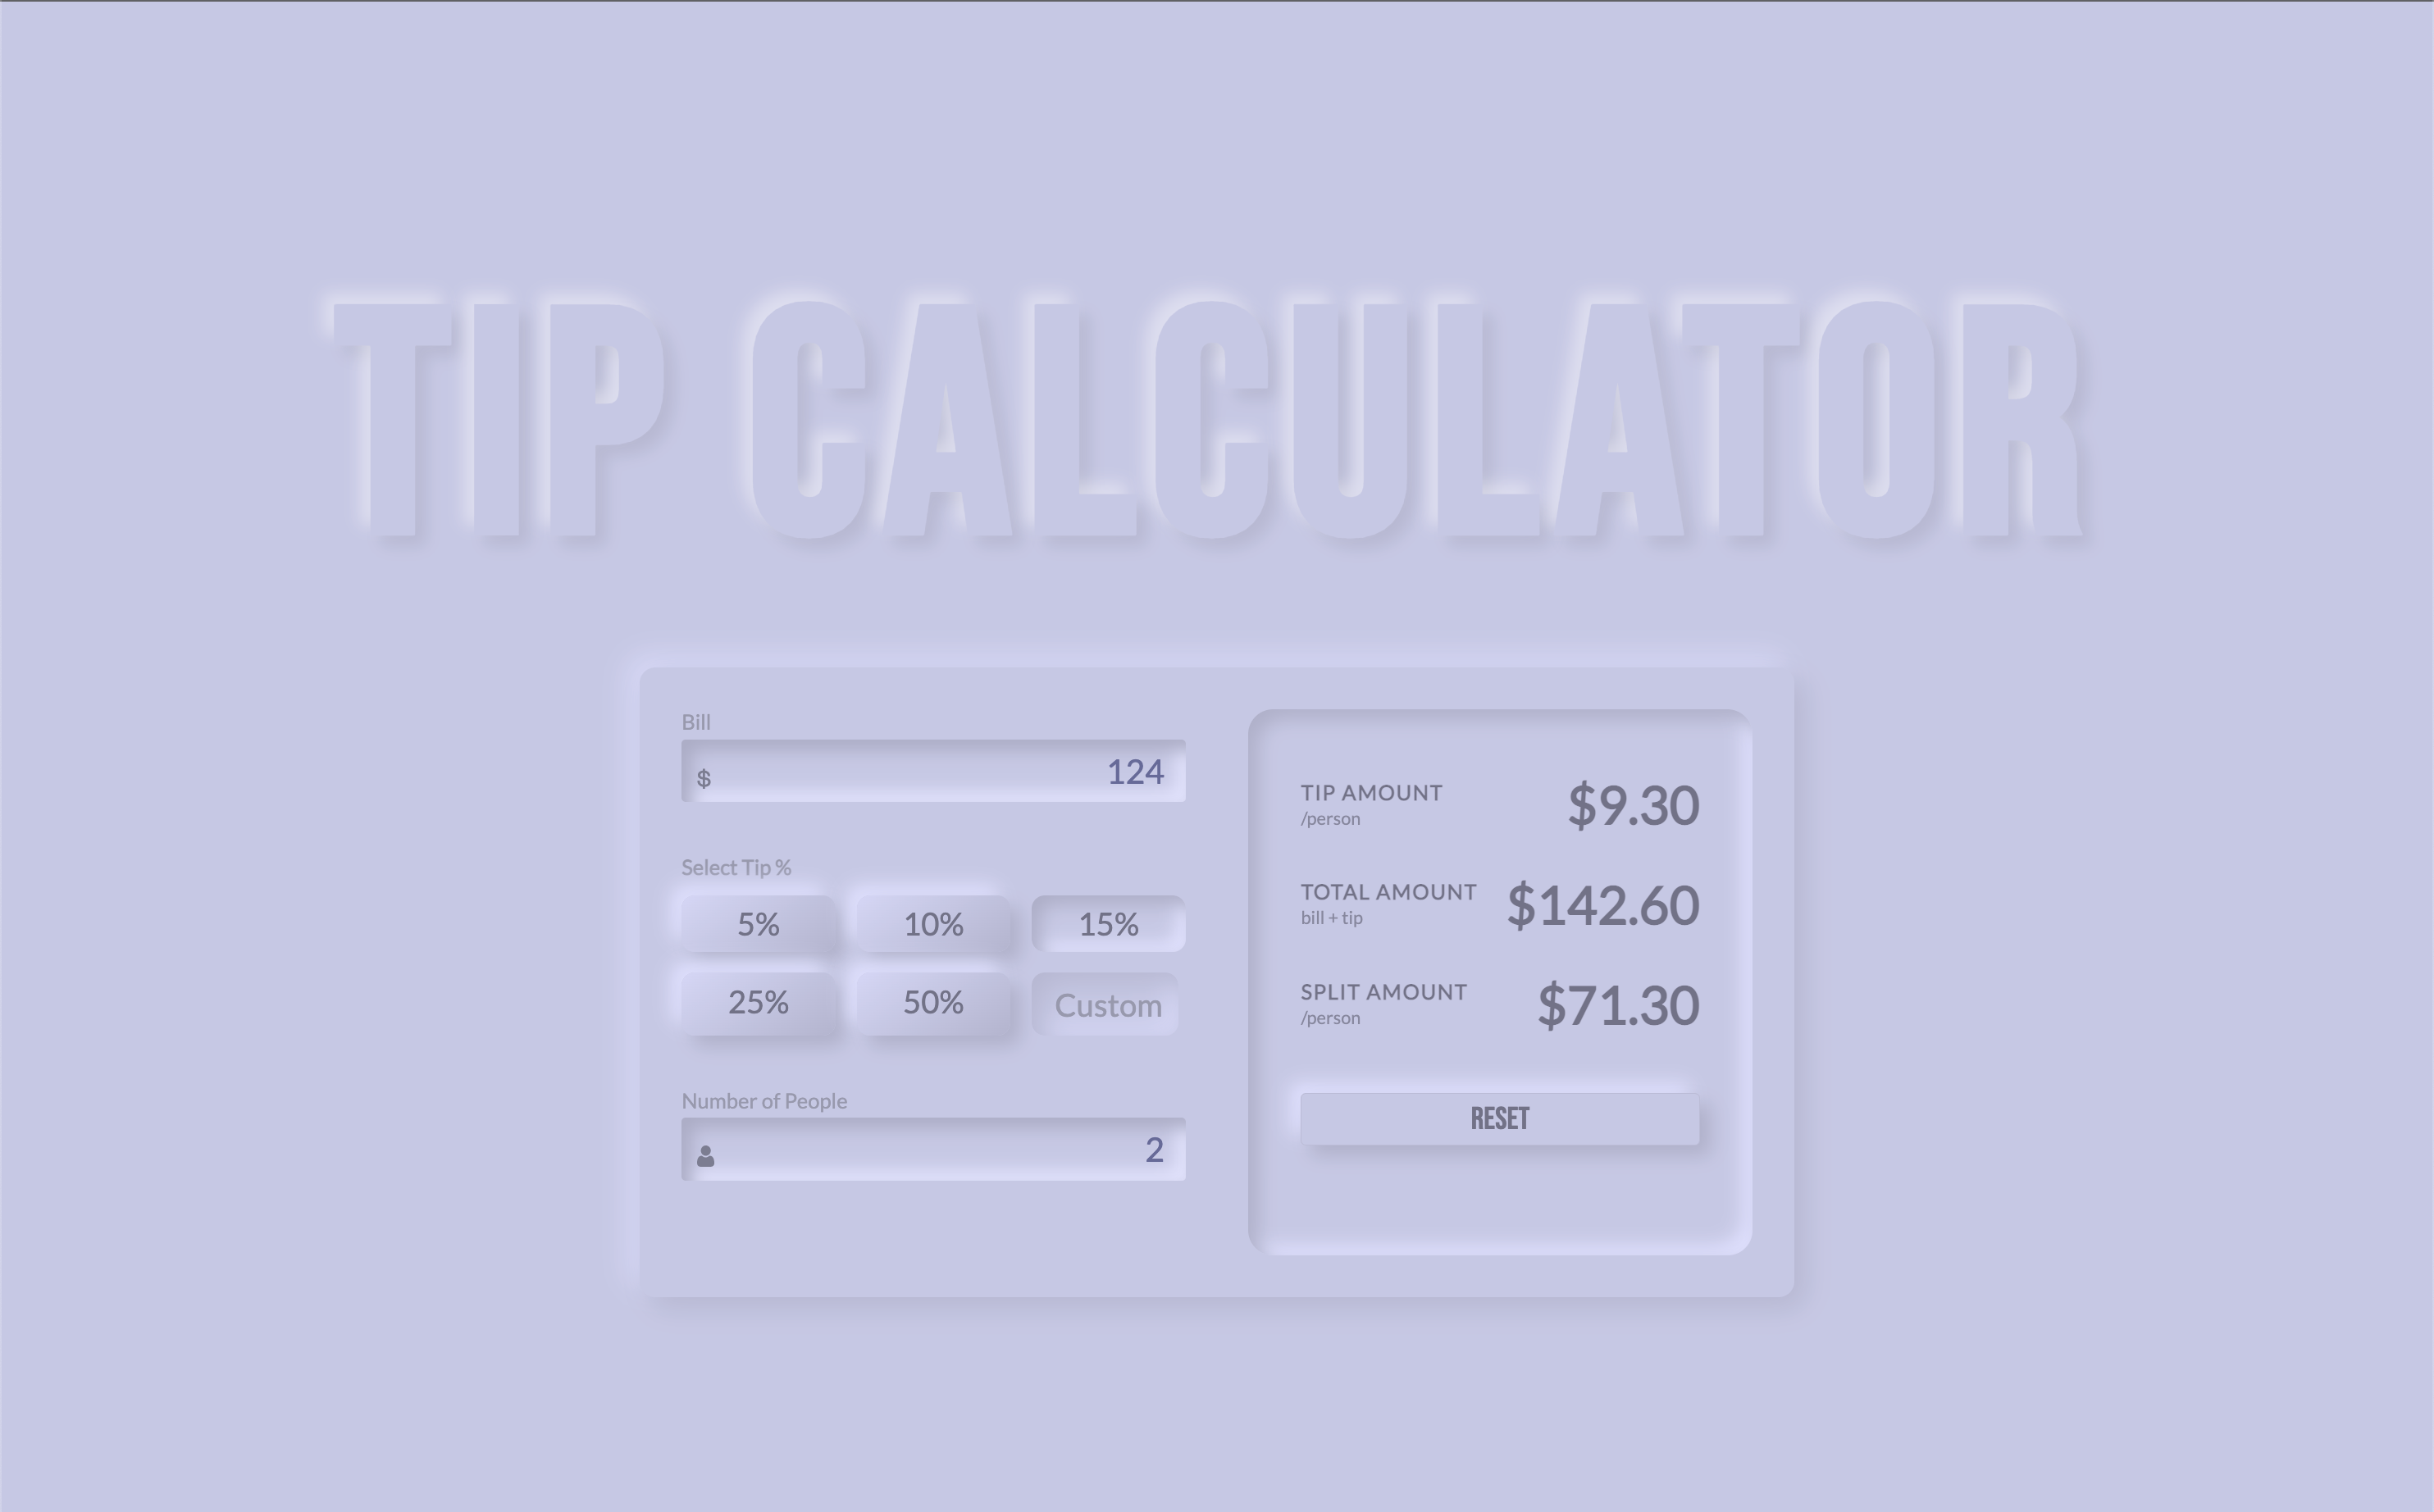 TIP CALCULATOR
Bill
$ 124
Select Tip %
5% 10% 15%
25% 50% Custom
Number of People
2
TIP AMOUNT $9.30
/person
TOTAL AMOUNT $142.60
bill + tip
SPLIT AMOUNT $71.30
/person
RESET